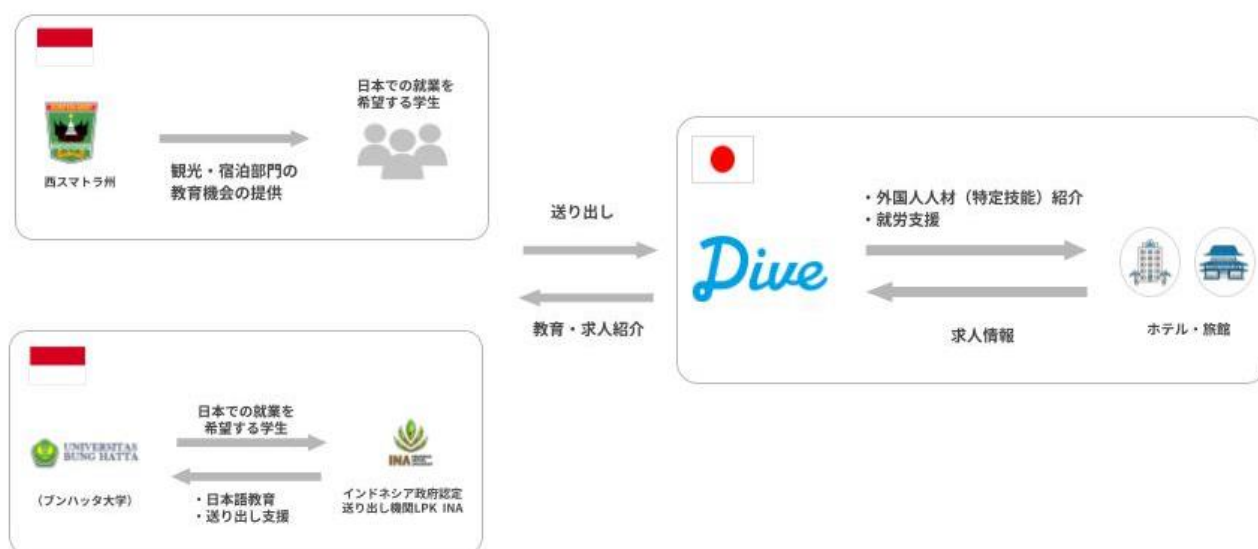 日本での就業を
希望する学生
西スマトラ州
観光・宿泊部門の
教育機会の提供
送り出し
教育・求人紹介
・外国人人材（特定技能）紹介
・就労支援
Dive
求人情報
ホテル・旅館
日本での就業を
希望する学生
UNIVERSITAS
BUNG HATTA
（ブンハッタ大学）
・日本語教育
・送り出し支援
INA
インドネシア政府認定
送り出し機関LPK INA